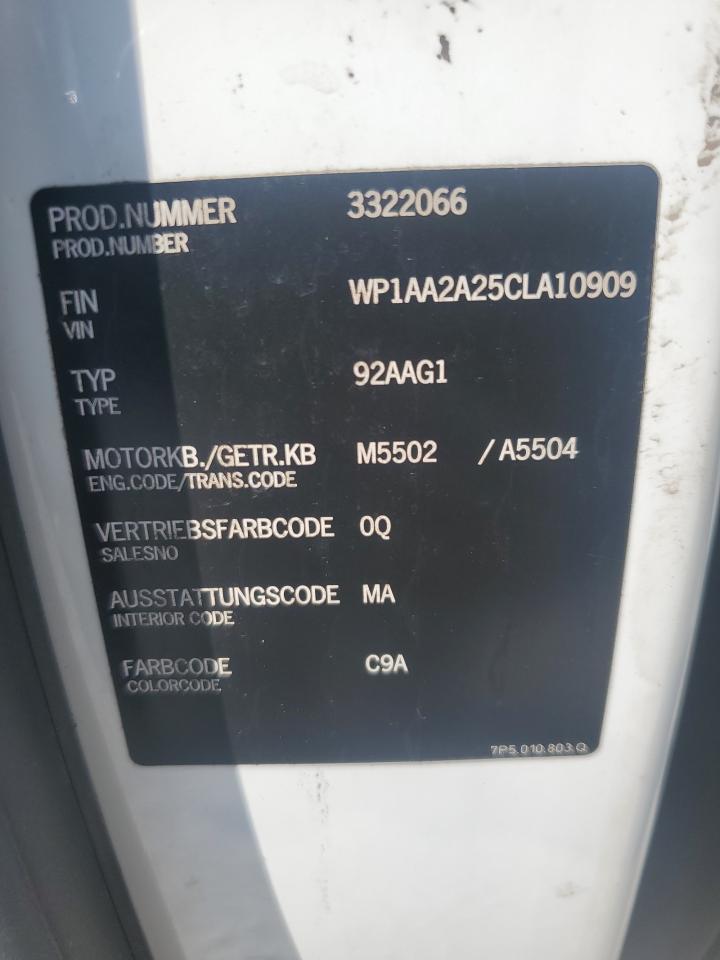 PROD.NUMMER 3322066
PROD.NUMBER
FIN WP1AA2A25CLA10909
VIN
TYP 92AAG1
TYPE
MOTORKB./GETR.KB M5502 /A5504
ENG.CODE/TRANS.CODE
VERTRIEBSFARBCODE 0Q
SALESNO
AUSSTATTUNGSCODE MA
INTERIOR CODE
FARBCODE C9A
COLORCODE
7P5.010.803.Q